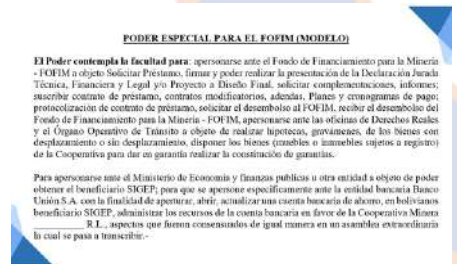 PODER ESPECIAL PARA EL FOFIM (MODELO)
El Poder contempla la facultad para: apersonarse ante el Fondo de Financiamiento para la Minería
- FOFIM a objeto Solicitar Préstamo, firmar y poder realizar la presentación de la Declaración Jurada
Técnica, Financiera y Legal y/o Proyecto a Diseño Final, solicitar complementaciones, informes;
suscribir contrato de préstamo, contratos modificatorios, adendas, Planes y cronogramas de pago;
protocolización de contrato de préstamo, solicitar el desembolso al FOFIM, recibir el desembolso del
Fondo de Financiamiento para la Minería - FOFIM, apersonarse ante las oficinas de Derechos Reales
y el Órgano Operativo de Tránsito a objeto de realizar hipotecas, gravámenes, de los bienes con
desplazamiento o sin desplazamiento, disponer los bienes (muebles o inmuebles sujetos a registro)
de la Cooperativa para dar en garantía realizar la constitución de garantías.
Para apersonarse ante el Ministerio de Economía y finanzas publicas u otra entidad a objeto de poder
obtener el beneficiario SIGEP; para que se apersone específicamente ante la entidad bancaria Banco
Unión S.A. con la finalidad de aperturar, abrir, actualizar una cuenta bancaria de ahorro, en bolivianos
beneficiario SIGEP, administrar los recursos de la cuenta bancaria en favor de la Cooperativa Minera
__________ R.L., aspectos que fueron consensuados de igual manera en un asamblea extraordinaria
la cual se pasa a transcribir.-